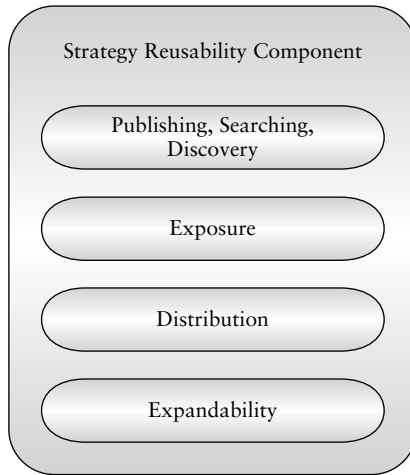 Strategy Reusability Component
Publishing, Searching,
Discovery
Exposure
Distribution
Expandability